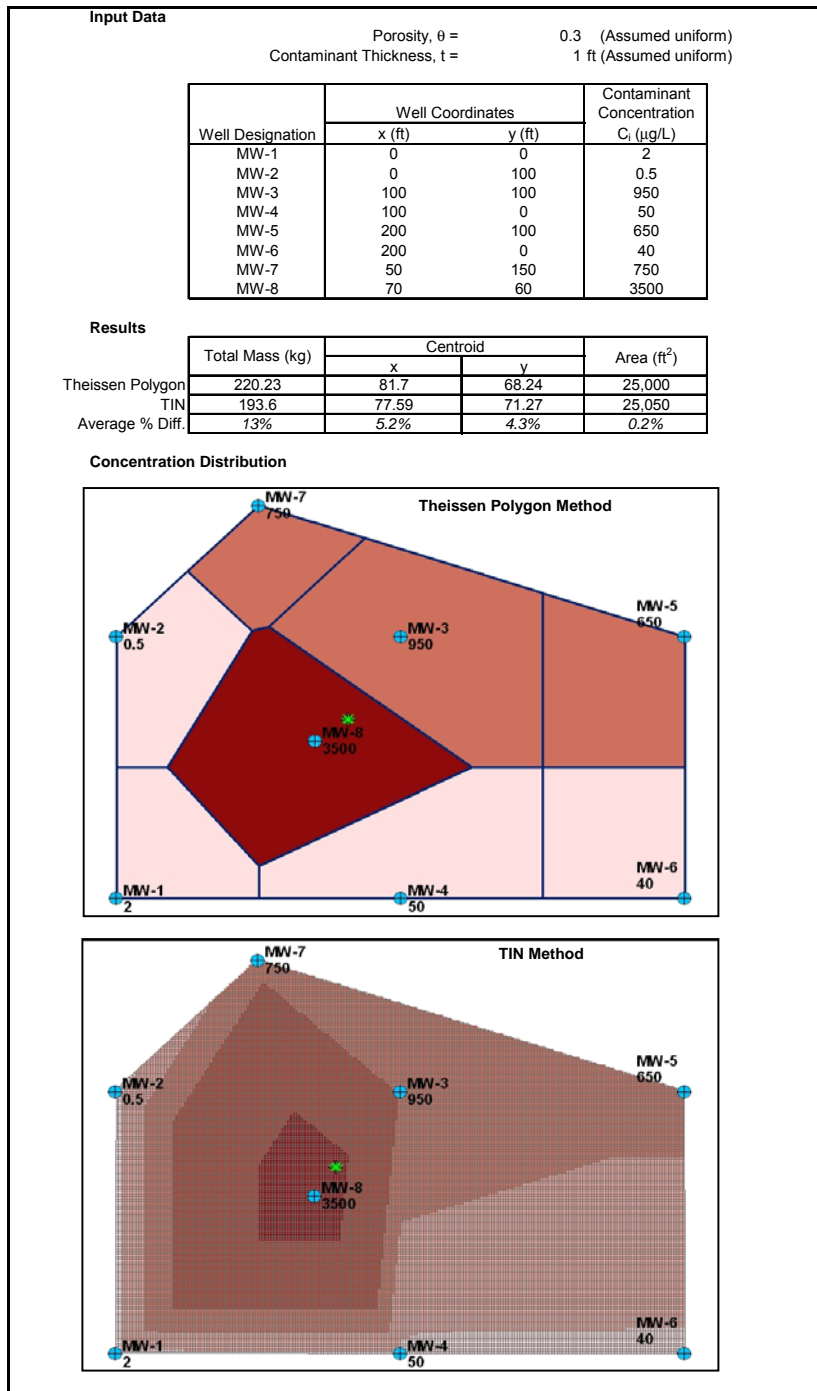 Input Data
Porosity, θ = 0.3 (Assumed uniform)
Contaminant Thickness, t = 1 ft (Assumed uniform)
Well Designation Well Coordinates Contaminant Concentration
x (ft) y (ft) Cᵢ (µg/L)
MW-1 0 0 2
MW-2 0 100 0.5
MW-3 100 100 950
MW-4 100 0 50
MW-5 200 100 650
MW-6 200 0 40
MW-7 50 150 750
MW-8 70 60 3500
Results
Total Mass (kg) Centroid Area (ft²)
x y
Theissen Polygon 220.23 81.7 68.24 25,000
TIN 193.6 77.59 71.27 25,050
Average % Diff. 13% 5.2% 4.3% 0.2%
Concentration Distribution
Theissen Polygon Method
MW-7
750
MW-5
650
MW-2
0.5
MW-3
950
MW-8
3500
MW-1
2
MW-4
50
MW-6
40
TIN Method
MW-7
750
MW-5
650
MW-2
0.5
MW-3
950
MW-8
3500
MW-1
2
MW-4
50
MW-6
40